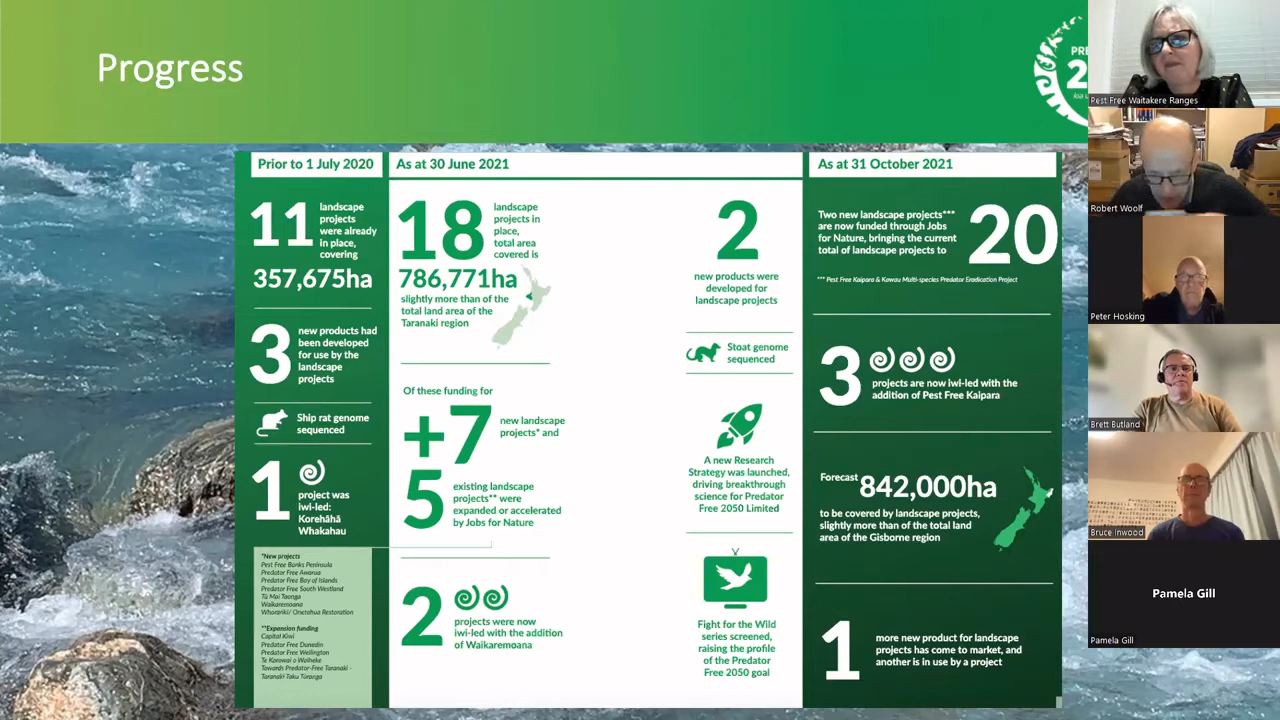 Progress
PRE
2
Prior to 1 July 2020
11
landscape
projects
were already
in place,
covering
357,675ha
3
new products had
been developed
for use by the
landscape
projects
Ship rat genome
sequenced
1
project was
iwi-led:
Korehāhā
Whakahau
*New projects
Pest Free Banks Peninsula
Predator Free Awarua
Predator Free Bay of Islands
Predator Free South Westland
Tū Mai Taonga
Waikaremoana
Whorariki/ Onetahua Restoration
**Expansion funding
Capital Kiwi
Predator Free Dunedin
Predator Free Wellington
Te Korowai o Waiheke
Towards Predator-Free Taranaki -
Taranaki Taku Tūranga
As at 30 June 2021
18
landscape
projects in
place,
total area
covered is
786,771ha
slightly more than of the
total land area of the
Taranaki region
Of these funding for
+7
new landscape
projects* and
5
existing landscape
projects** were
expanded or accelerated
by Jobs for Nature
2
projects were now
iwi-led with the addition
of Waikaremoana
2
new products were
developed for
landscape projects
Stoat genome
sequenced
A new Research
Strategy was launched,
driving breakthrough
science for Predator
Free 2050 Limited
Fight for the Wild
series screened,
raising the profile
of the Predator
Free 2050 goal
As at 31 October 2021
Two new landscape projects***
are now funded through Jobs
for Nature, bringing the current
total of landscape projects to
20
*** Pest Free Kaipara & Kawau Multi-species Predator Eradication Project
3
projects are now iwi-led with the
addition of Pest Free Kaipara
Forecast 842,000ha
to be covered by landscape projects,
slightly more than of the total land
area of the Gisborne region
1
more new product for landscape
projects has come to market, and
another is in use by a project
Pest Free Waitakere Ranges
Robert Woolf
Peter Hosking
Brett Butland
Bruce Inwood
Pamela Gill
Pamela Gill